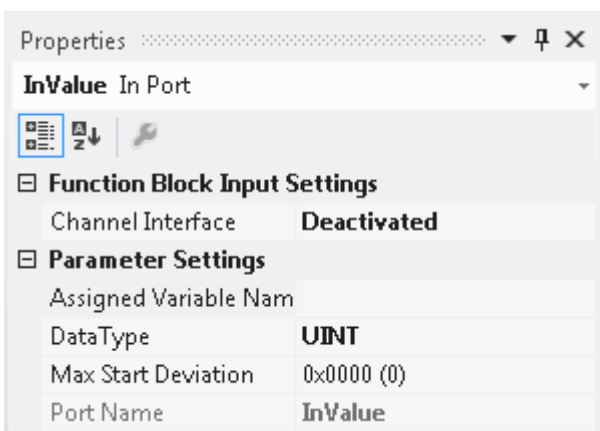 Properties
InValue In Port
Function Block Input Settings
Channel Interface Deactivated
Parameter Settings
Assigned Variable Nam
DataType UINT
Max Start Deviation 0x0000 (0)
Port Name InValue